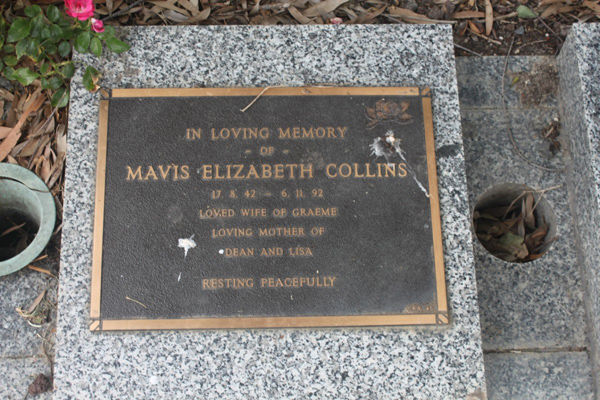 IN LOVING MEMORY
OF
MAVIS ELIZABETH COLLINS
17. 8. 42 - 6. 11. 92
LOVED WIFE OF GRAEME
LOVING MOTHER OF
DEAN AND LISA
RESTING PEACEFULLY